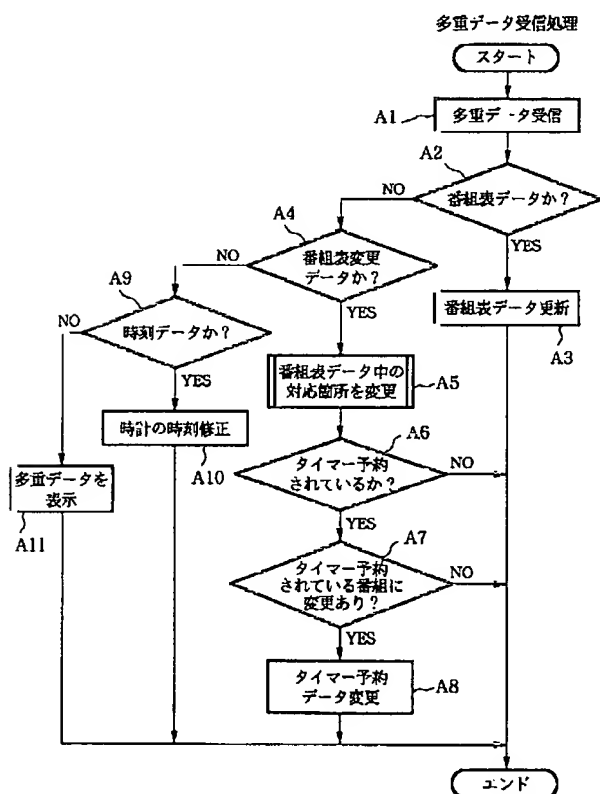 多重データ受信処理
スタート
A1
多重データ受信
A2
番組表データか？
NO
YES
A4
番組表変更
データか？
NO
YES
番組表データ更新
A3
A9
時刻データか？
NO
YES
番組表データ中の
対応箇所を変更
A5
時計の時刻修正
A10
A6
タイマー予約
されているか？
NO
YES
多重データを
表示
A11
A7
タイマー予約
されている番組に
変更あり？
NO
YES
タイマー予約
データ変更
A8
エンド